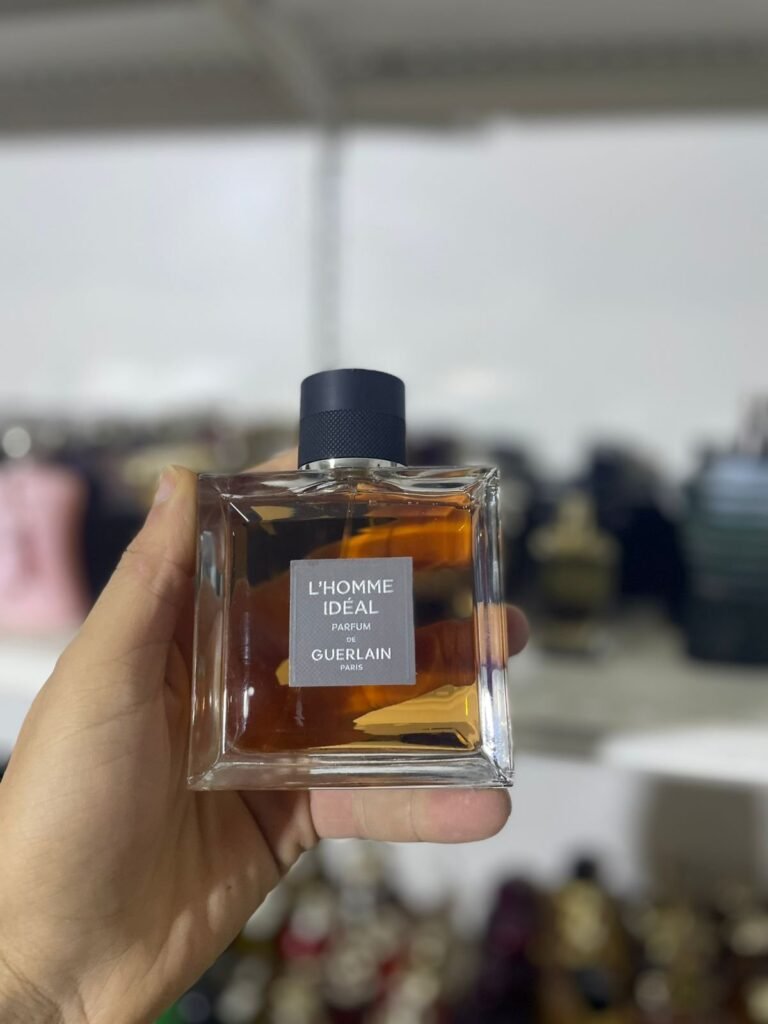 L'HOMME
IDÉAL
PARFUM
DE
GUERLAIN
PARIS